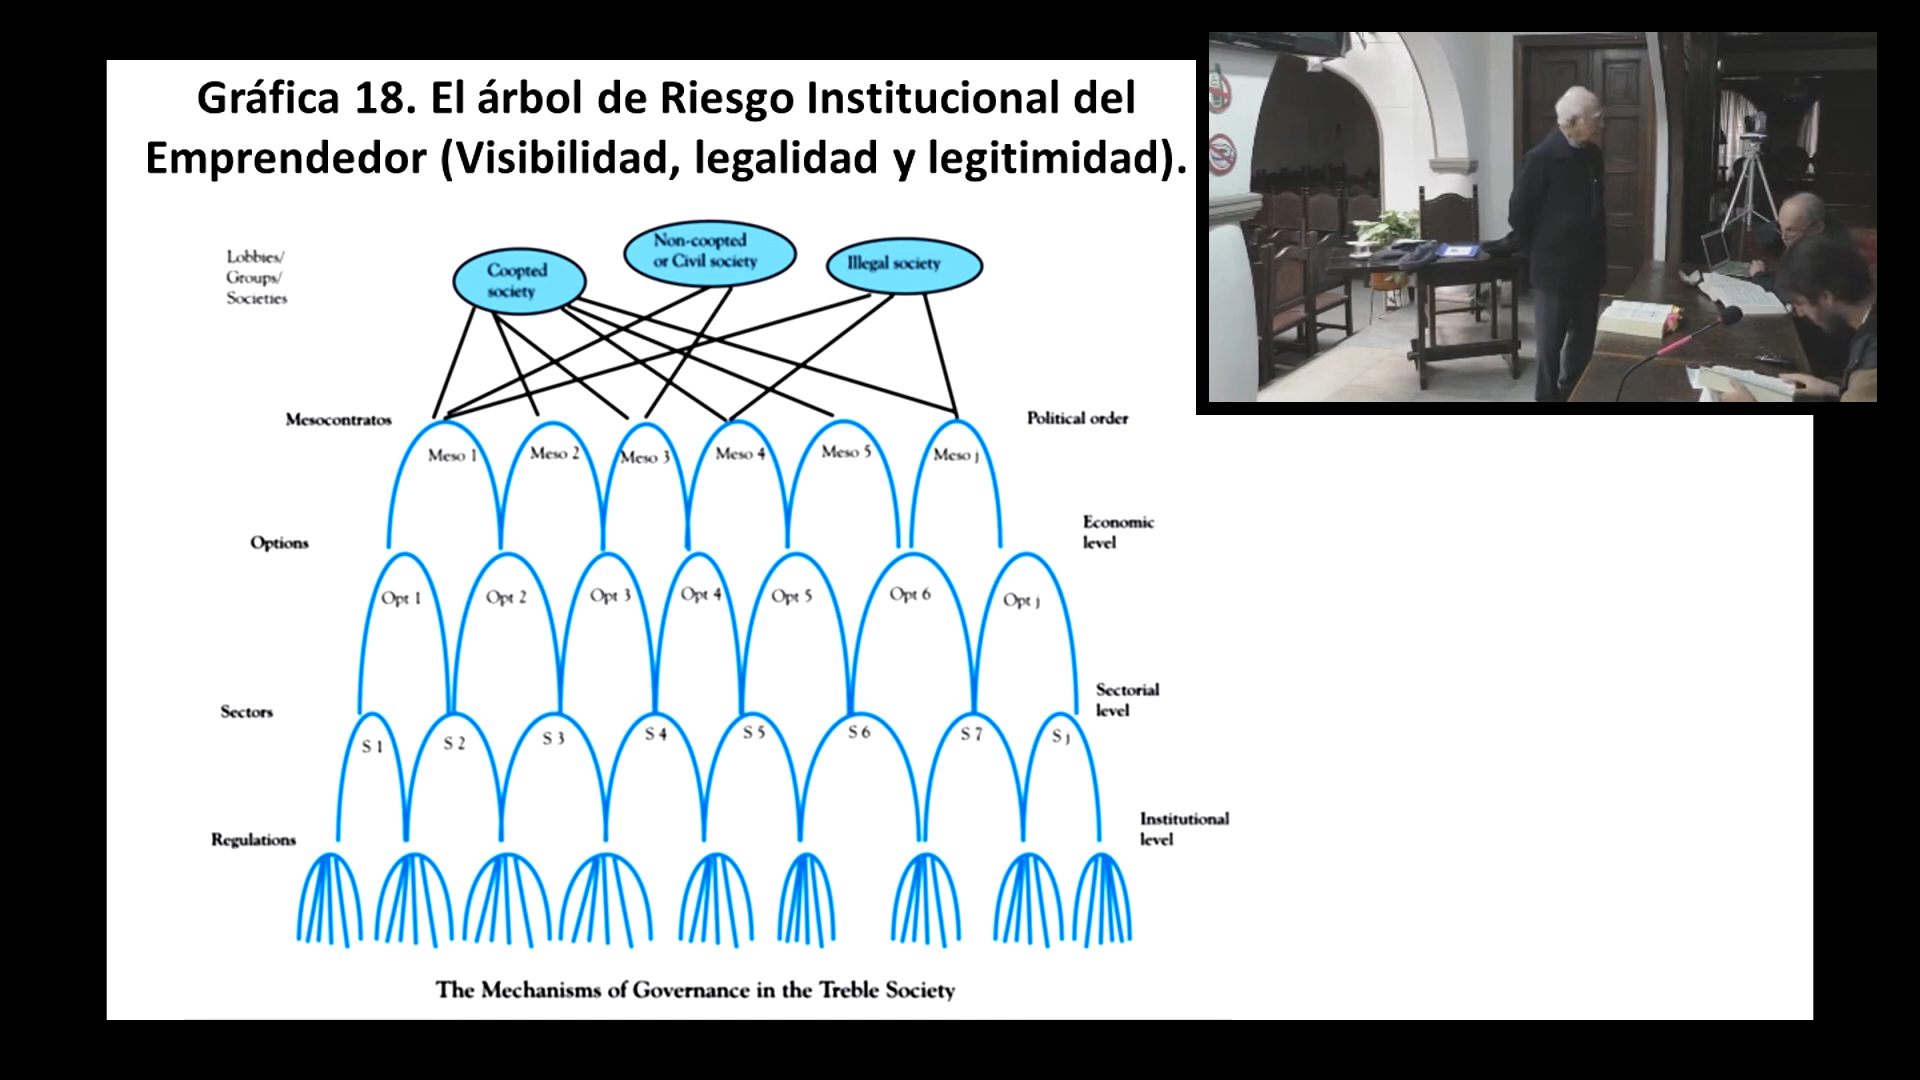 Gráfica 18. El árbol de Riesgo Institucional del
Emprendedor (Visibilidad, legalidad y legitimidad).
Lobbies/
Groups/
Societies
Coopted
society
Non-coopted
or Civil society
Illegal society
Mesocontratos
Political order
Meso 1
Meso 2
Meso 3
Meso 4
Meso 5
Meso j
Options
Economic
level
Opt 1
Opt 2
Opt 3
Opt 4
Opt 5
Opt 6
Opt j
Sectors
Sectorial
level
S 1
S 2
S 3
S 4
S 5
S 6
S 7
S j
Regulations
Institutional
level
The Mechanisms of Governance in the Treble Society